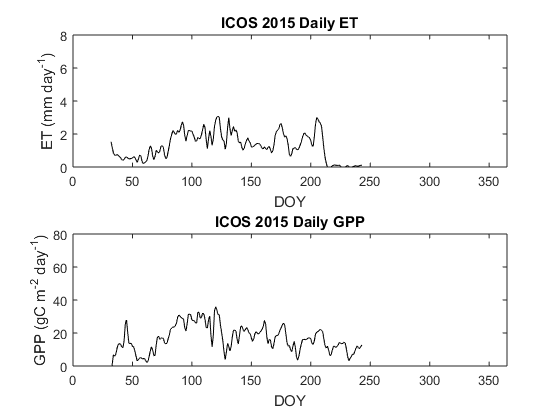 ICOS 2015 Daily ET
8
6
4
2
0
ET (mm day⁻¹)
0 50 100 150 200 250 300 350
DOY
ICOS 2015 Daily GPP
80
60
40
20
0
GPP (gC m⁻² day⁻¹)
0 50 100 150 200 250 300 350
DOY